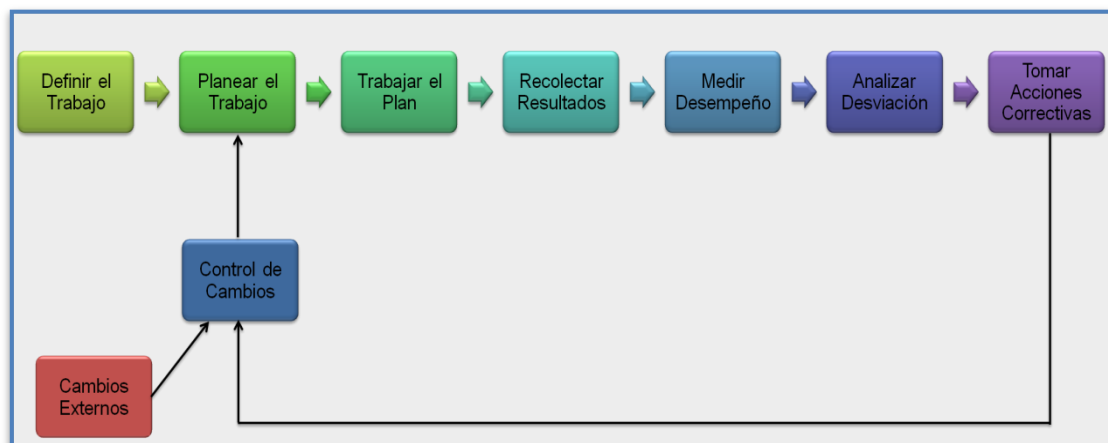 Definir el
Trabajo
Planear el
Trabajo
Trabajar el
Plan
Recolectar
Resultados
Medir
Desempeño
Analizar
Desviación
Tomar
Acciones
Correctivas
Control de
Cambios
Cambios
Externos